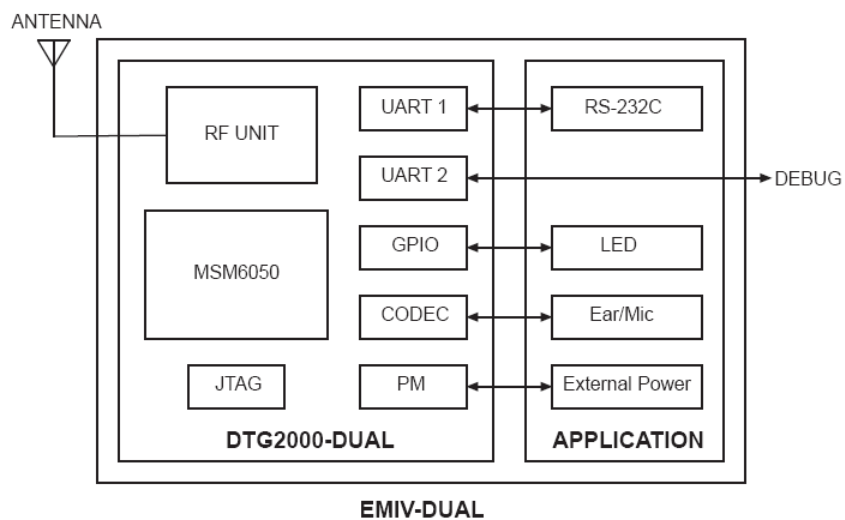 ANTENNA
RF UNIT
MSM6050
JTAG
UART 1
UART 2
GPIO
CODEC
PM
DTG2000-DUAL
RS-232C
DEBUG
LED
Ear/Mic
External Power
APPLICATION
EMIV-DUAL